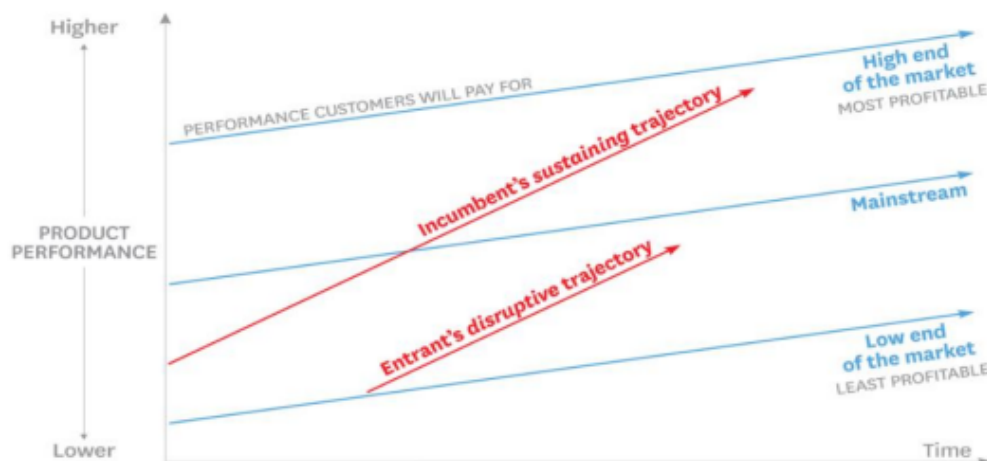 Higher
PERFORMANCE CUSTOMERS WILL PAY FOR
High end
of the market
MOST PROFITABLE
Incumbent's sustaining trajectory
Mainstream
PRODUCT
PERFORMANCE
Entrant's disruptive trajectory
Low end
of the market
LEAST PROFITABLE
Lower
Time